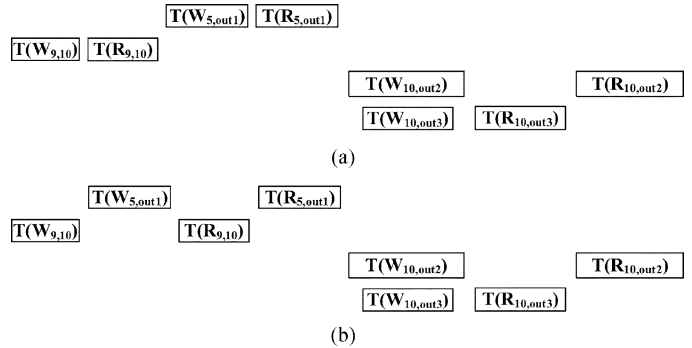 T(W5,out1) T(R5,out1)
T(W9,10) T(R9,10)
T(W10,out2) T(R10,out2)
T(W10,out3) T(R10,out3)
(a)
T(W5,out1) T(R5,out1)
T(W9,10) T(R9,10)
T(W10,out2) T(R10,out2)
T(W10,out3) T(R10,out3)
(b)